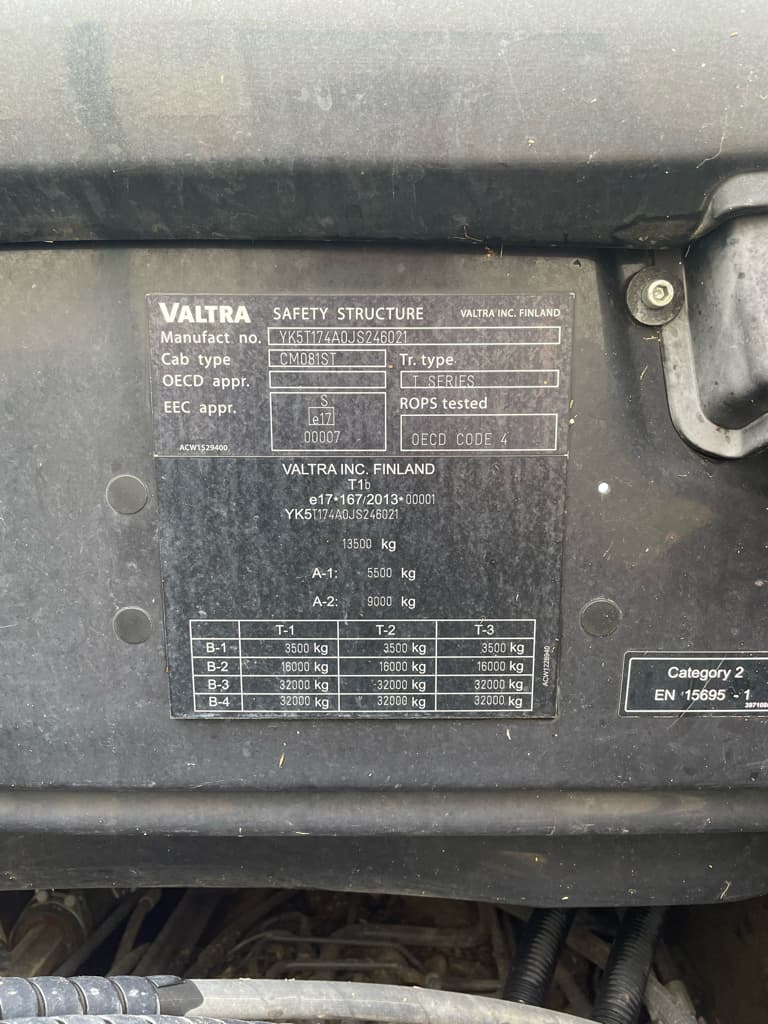 VALTRA SAFETY STRUCTURE VALTRA INC. FINLAND
Manufact no. YK5T174A0JS246021
Cab type CM081ST Tr. type
OECD appr. T SERIES
EEC appr. S ROPS tested
e17
00007 OECD CODE 4
ACW1529400
VALTRA INC. FINLAND
T1b
e17*167/2013*00001
YK5T174A0JS246021
13500 kg
A-1: 5500 kg
A-2: 9000 kg
T-1 T-2 T-3
B-1 3500 kg 3500 kg 3500 kg
B-2 16000 kg 16000 kg 16000 kg
B-3 32000 kg 32000 kg 32000 kg
B-4 32000 kg 32000 kg 32000 kg
Category 2
EN 15695 - 1